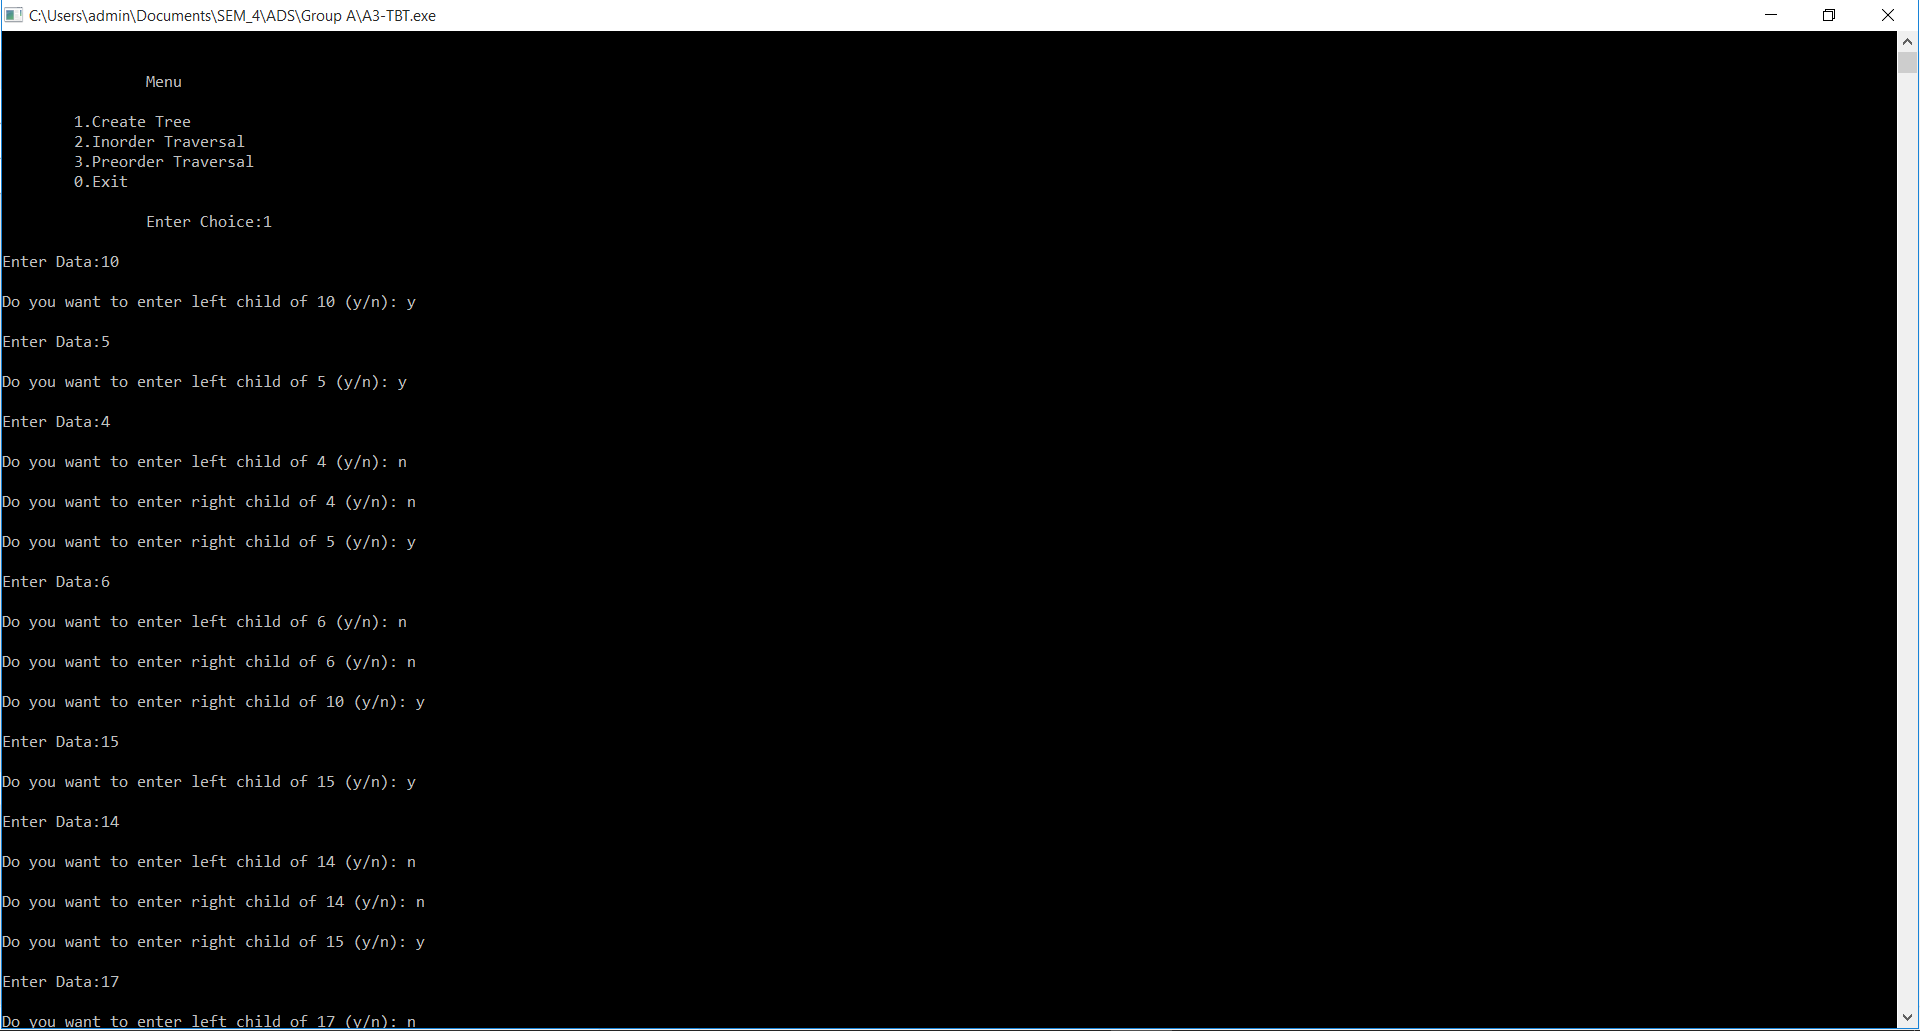 C:\Users\admin\Documents\SEM_4\ADS\Group A\A3-TBT.exe
Menu
1.Create Tree
2.Inorder Traversal
3.Preorder Traversal
0.Exit
Enter Choice:1
Enter Data:10
Do you want to enter left child of 10 (y/n): y
Enter Data:5
Do you want to enter left child of 5 (y/n): y
Enter Data:4
Do you want to enter left child of 4 (y/n): n
Do you want to enter right child of 4 (y/n): n
Do you want to enter right child of 5 (y/n): y
Enter Data:6
Do you want to enter left child of 6 (y/n): n
Do you want to enter right child of 6 (y/n): n
Do you want to enter right child of 10 (y/n): y
Enter Data:15
Do you want to enter left child of 15 (y/n): y
Enter Data:14
Do you want to enter left child of 14 (y/n): n
Do you want to enter right child of 14 (y/n): n
Do you want to enter right child of 15 (y/n): y
Enter Data:17
Do you want to enter left child of 17 (y/n): n